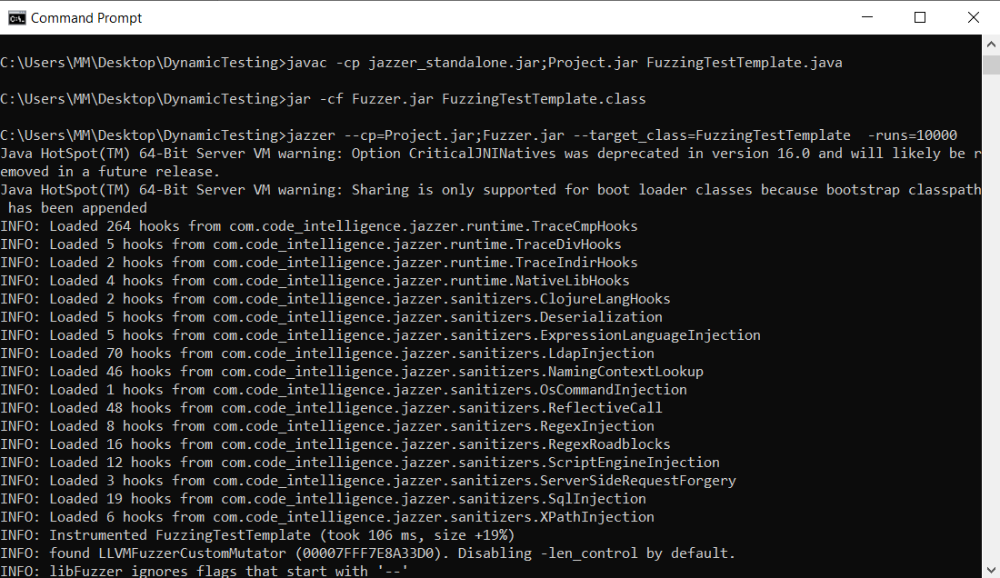 Command Prompt
C:\Users\MM\Desktop\DynamicTesting>javac -cp jazzer_standalone.jar;Project.jar FuzzingTestTemplate.java
C:\Users\MM\Desktop\DynamicTesting>jar -cf Fuzzer.jar FuzzingTestTemplate.class
C:\Users\MM\Desktop\DynamicTesting>jazzer --cp=Project.jar;Fuzzer.jar --target_class=FuzzingTestTemplate  -runs=10000
Java HotSpot(TM) 64-Bit Server VM warning: Option CriticalJNINatives was deprecated in version 16.0 and will likely be r
emoved in a future release.
Java HotSpot(TM) 64-Bit Server VM warning: Sharing is only supported for boot loader classes because bootstrap classpath
 has been appended
INFO: Loaded 264 hooks from com.code_intelligence.jazzer.runtime.TraceCmpHooks
INFO: Loaded 5 hooks from com.code_intelligence.jazzer.runtime.TraceDivHooks
INFO: Loaded 2 hooks from com.code_intelligence.jazzer.runtime.TraceIndirHooks
INFO: Loaded 4 hooks from com.code_intelligence.jazzer.runtime.NativeLibHooks
INFO: Loaded 2 hooks from com.code_intelligence.jazzer.sanitizers.ClojureLangHooks
INFO: Loaded 5 hooks from com.code_intelligence.jazzer.sanitizers.Deserialization
INFO: Loaded 5 hooks from com.code_intelligence.jazzer.sanitizers.ExpressionLanguageInjection
INFO: Loaded 70 hooks from com.code_intelligence.jazzer.sanitizers.LdapInjection
INFO: Loaded 46 hooks from com.code_intelligence.jazzer.sanitizers.NamingContextLookup
INFO: Loaded 1 hooks from com.code_intelligence.jazzer.sanitizers.OsCommandInjection
INFO: Loaded 48 hooks from com.code_intelligence.jazzer.sanitizers.ReflectiveCall
INFO: Loaded 8 hooks from com.code_intelligence.jazzer.sanitizers.RegexInjection
INFO: Loaded 16 hooks from com.code_intelligence.jazzer.sanitizers.RegexRoadblocks
INFO: Loaded 12 hooks from com.code_intelligence.jazzer.sanitizers.ScriptEngineInjection
INFO: Loaded 3 hooks from com.code_intelligence.jazzer.sanitizers.ServerSideRequestForgery
INFO: Loaded 19 hooks from com.code_intelligence.jazzer.sanitizers.SqlInjection
INFO: Loaded 6 hooks from com.code_intelligence.jazzer.sanitizers.XPathInjection
INFO: Instrumented FuzzingTestTemplate (took 106 ms, size +19%)
INFO: found LLVMFuzzerCustomMutator (00007FFF7E8A33D0). Disabling -len_control by default.
INFO: libFuzzer ignores flags that start with '--'